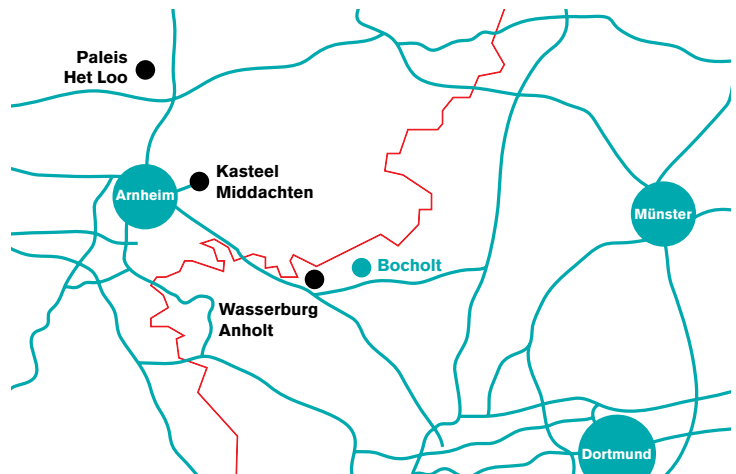 Paleis
Het Loo
Kasteel
Middachten
Arnheim
Münster
Bocholt
Wasserburg
Anholt
Dortmund